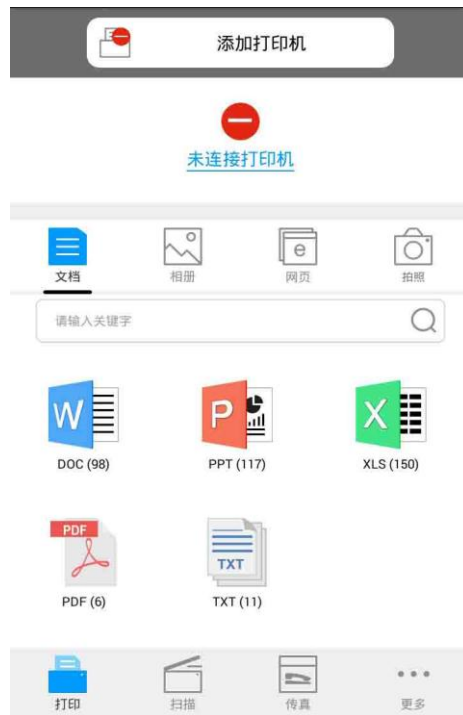 添加打印机
未连接打印机
文档 相册 网页 拍照
请输入关键字
DOC (98) PPT (117) XLS (150)
PDF
TXT
PDF (6) TXT (11)
打印 扫描 传真 更多